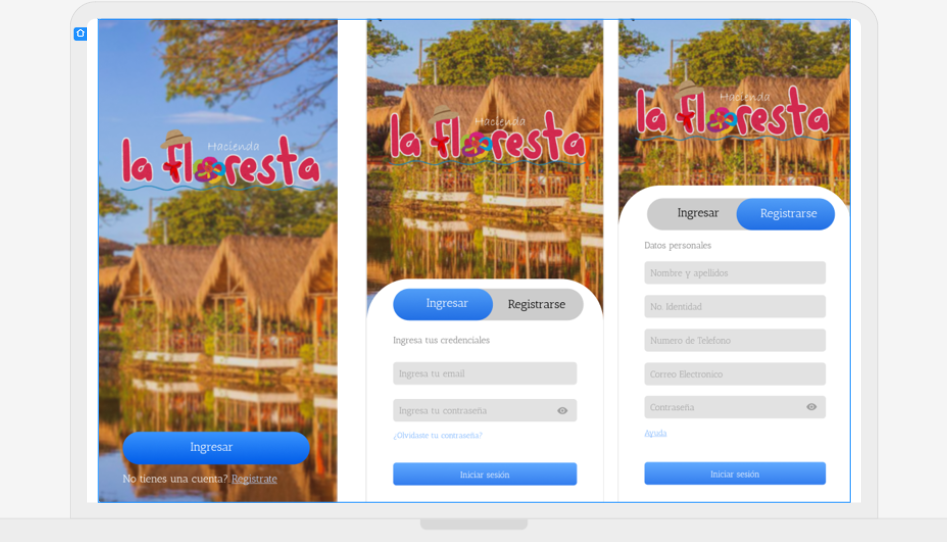 Hacienda
la floresta
Ingresar
No tienes una cuenta? Registrate
Hacienda
la floresta
Ingresar
Registrarse
Ingresa tus credenciales
Ingresa tu email
Ingresa tu contraseña
¿Olvidaste tu contraseña?
Iniciar sesión
Hacienda
la floresta
Ingresar
Registrarse
Datos personales
Nombre y apellidos
No. Identidad
Numero de Telefono
Correo Electronico
Contraseña
Ayuda
Iniciar sesión